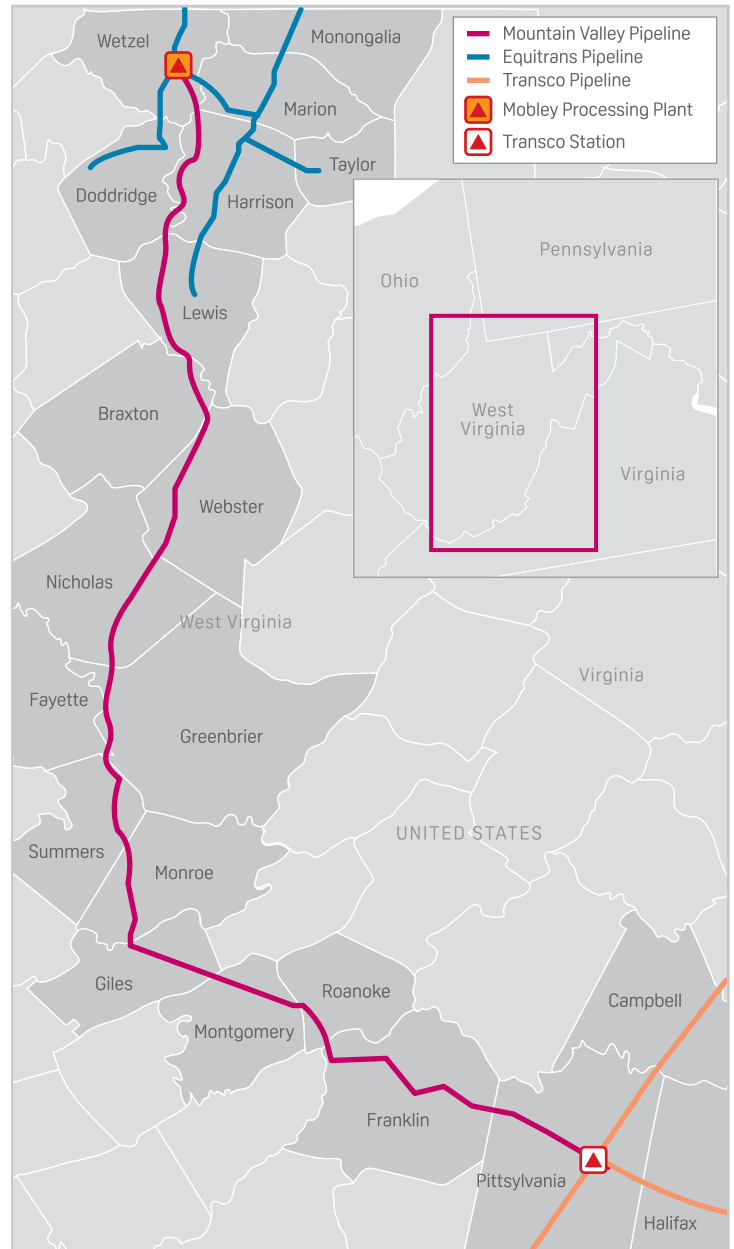 Mountain Valley Pipeline
Equitrans Pipeline
Transco Pipeline
Mobley Processing Plant
Transco Station
Wetzel
Monongalia
Marion
Taylor
Doddridge
Harrison
Lewis
Pennsylvania
Ohio
West
Virginia
Virginia
Braxton
Webster
Nicholas
West Virginia
Virginia
Fayette
Greenbrier
UNITED STATES
Summers
Monroe
Giles
Roanoke
Campbell
Montgomery
Franklin
Pittsylvania
Halifax